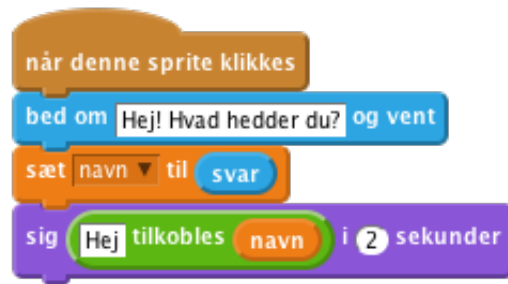 når denne sprite klikkes
bed om Hej! Hvad hedder du? og vent
sæt navn til svar
sig Hej tilkobles navn i 2 sekunder